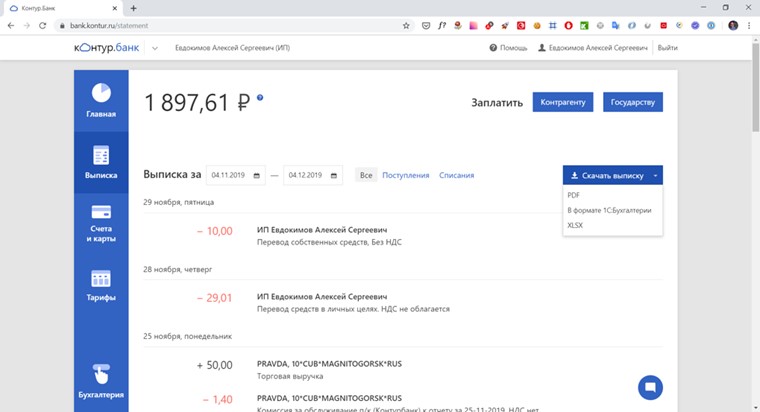 Контур.Банк
bank.kontur.ru/statement
контур.банк
Евдокимов Алексей Сергеевич (ИП)
Помощь
Евдокимов Алексей Сергеевич
Выйти
Главная
Выписка
Счета
и карты
Тарифы
Бухгалтерия
1 897,61 ₽
Заплатить
Контрагенту
Государству
Выписка за
04.11.2019
—
04.12.2019
Все
Поступления
Списания
Скачать выписку
PDF
В формате 1С:Бухгалтерии
XLSX
29 ноября, пятница
– 10,00
ИП Евдокимов Алексей Сергеевич
Перевод собственных средств, Без НДС
28 ноября, четверг
– 29,01
ИП Евдокимов Алексей Сергеевич
Перевод средств в личных целях. НДС не облагается
25 ноября, понедельник
+ 50,00
PRAVDA, 10*CUB*MAGNITOGORSK*RUS
Торговая выручка
– 1,40
PRAVDA, 10*CUB*MAGNITOGORSK*RUS
Комиссия за обслуживание п/к (Контурбанк) к отчету за 25-11-2019. НДС нет